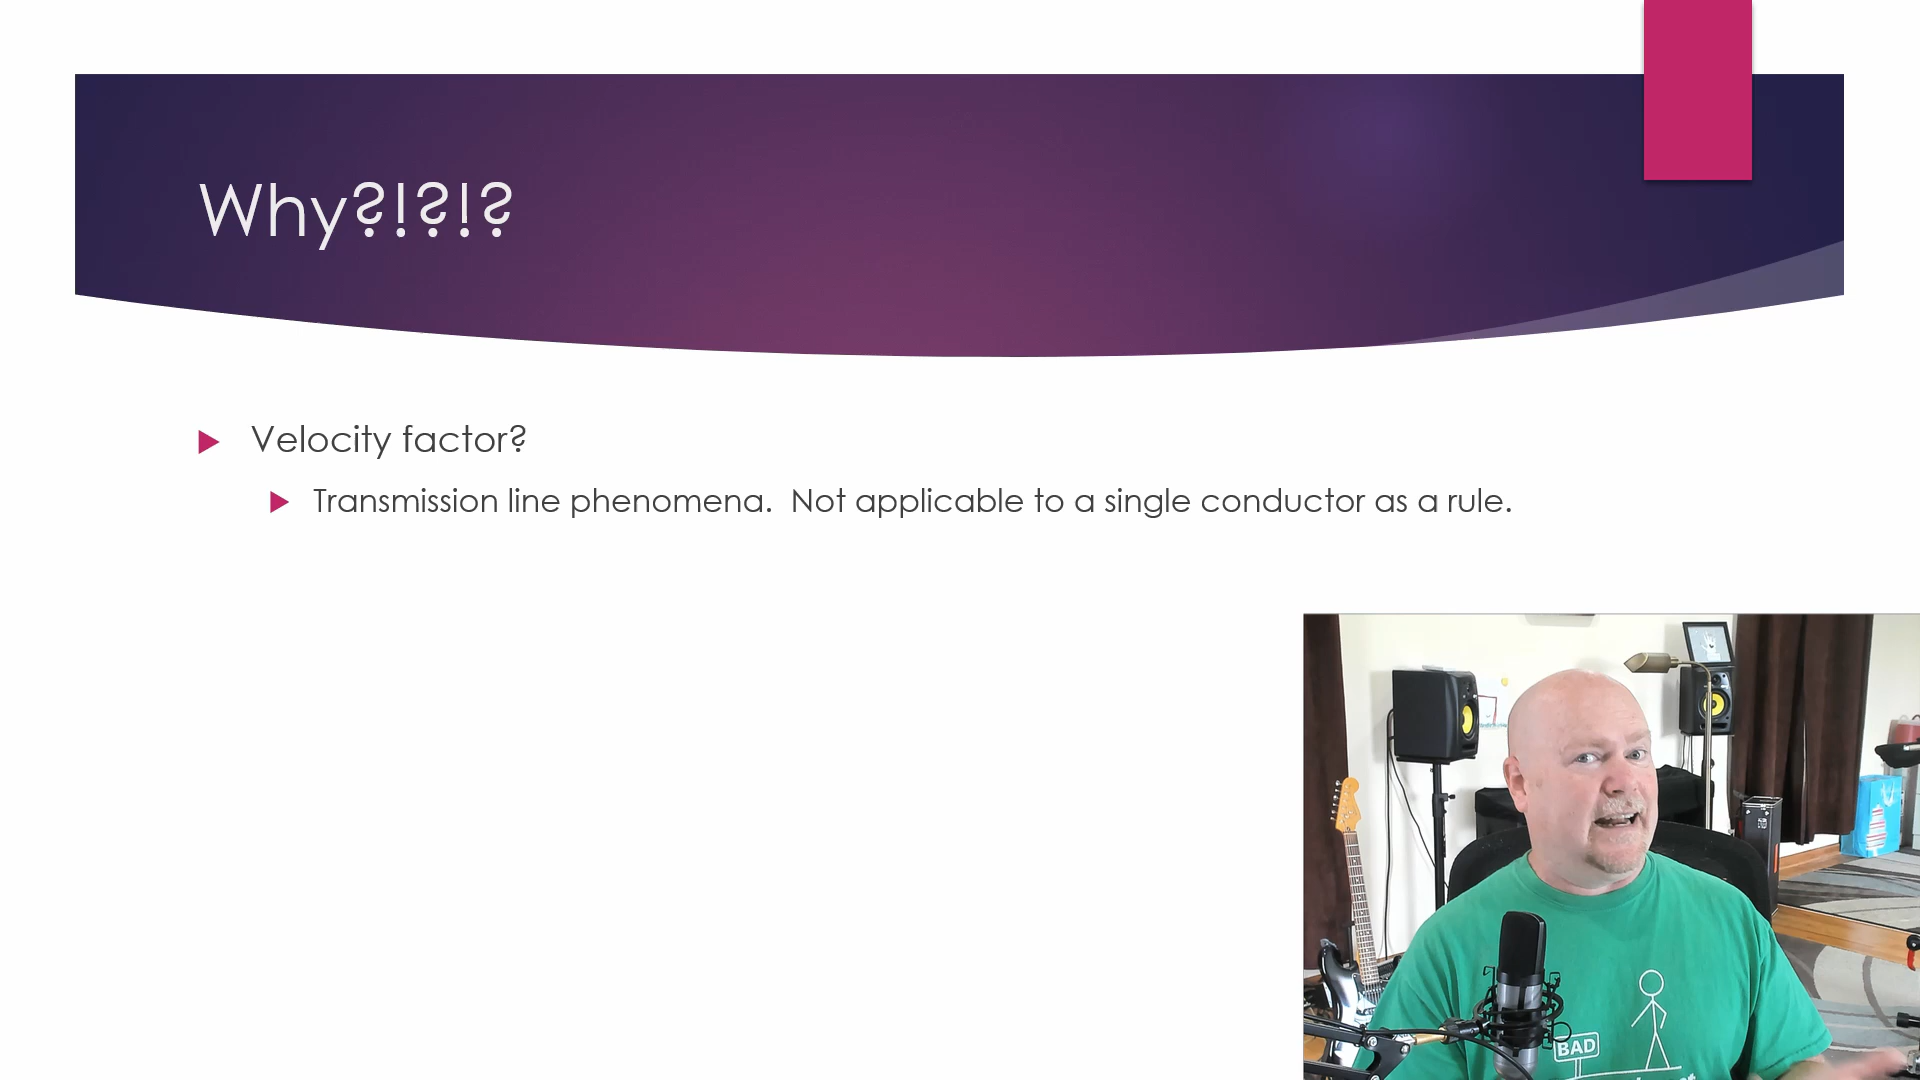 Why?!?!?
Velocity factor?
Transmission line phenomena.  Not applicable to a single conductor as a rule.
BAD